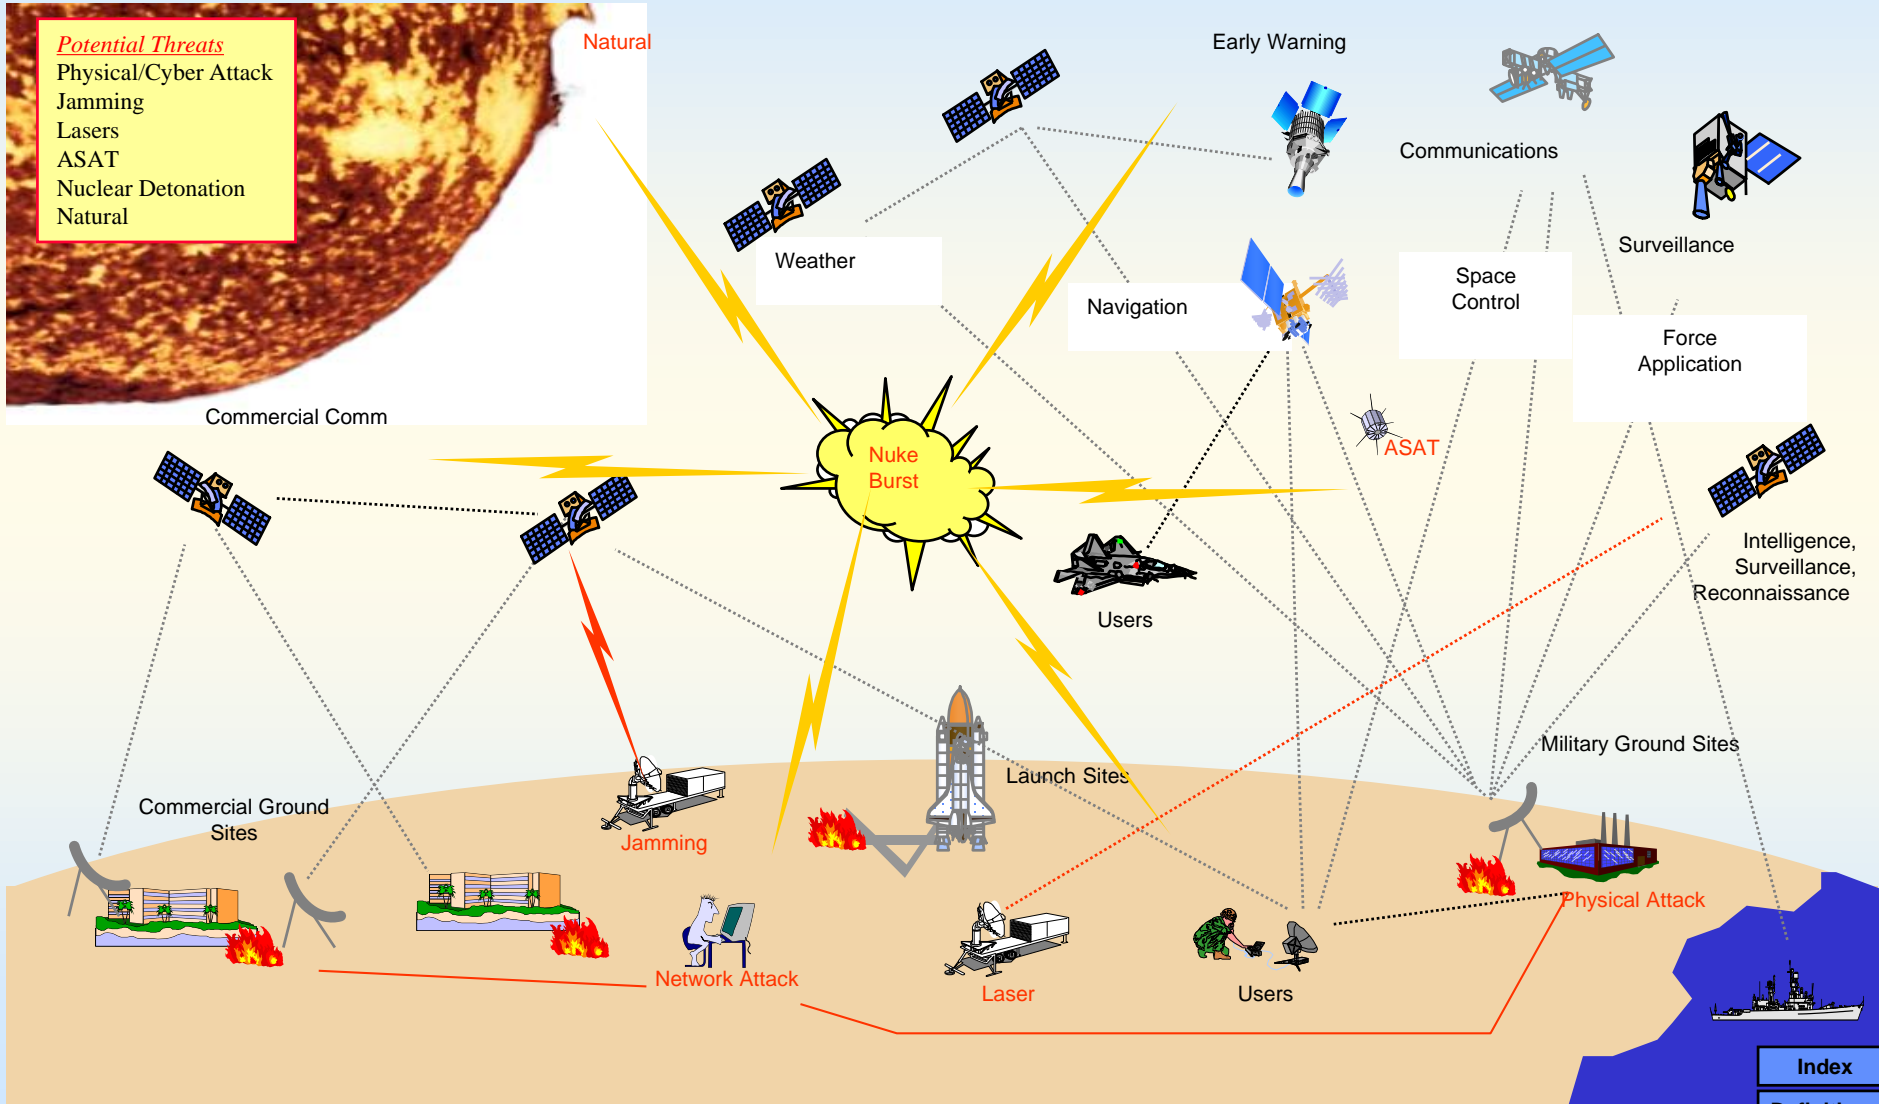 Potential Threats
Physical/Cyber Attack
Jamming
Lasers
ASAT
Nuclear Detonation
Natural
Natural
Early Warning
Communications
Surveillance
Weather
Navigation
Space
Control
Force
Application
Commercial Comm
Nuke
Burst
ASAT
Intelligence,
Surveillance,
Reconnaissance
Users
Military Ground Sites
Launch Sites
Commercial Ground
Sites
Jamming
Physical Attack
Network Attack
Laser
Users
Index